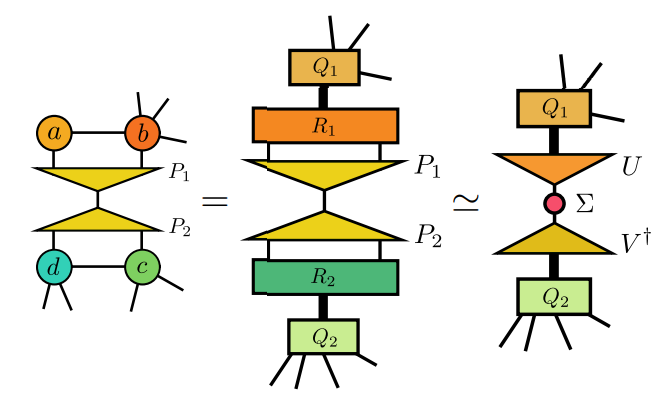 a b
P₁
=
P₂
d c
Q₁
R₁
P₁
P₂
R₂
Q₂
≃
Q₁
U
Σ
V†
Q₂